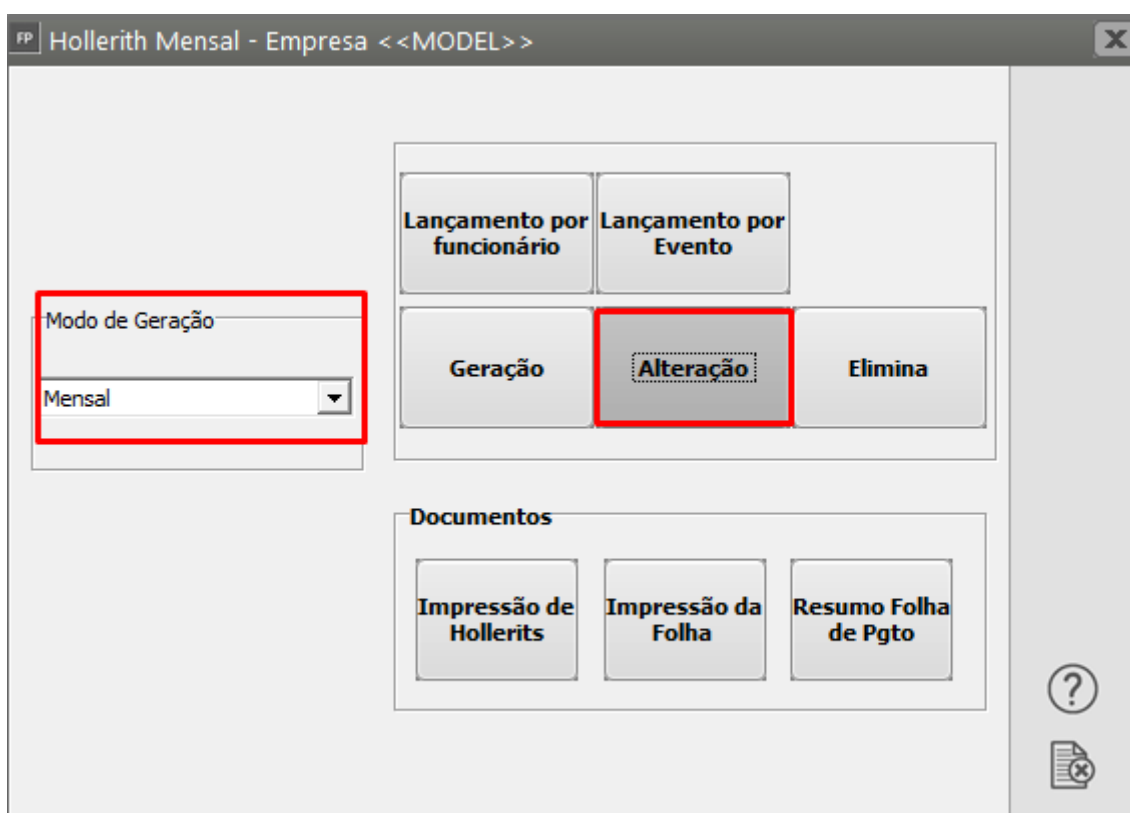 FP Hollerith Mensal - Empresa <<MODEL>>
Lançamento por
funcionário
Lançamento por
Evento
Modo de Geração
Mensal
Geração
Alteração
Elimina
Documentos
Impressão de
Hollerits
Impressão da
Folha
Resumo Folha
de Pgto
?